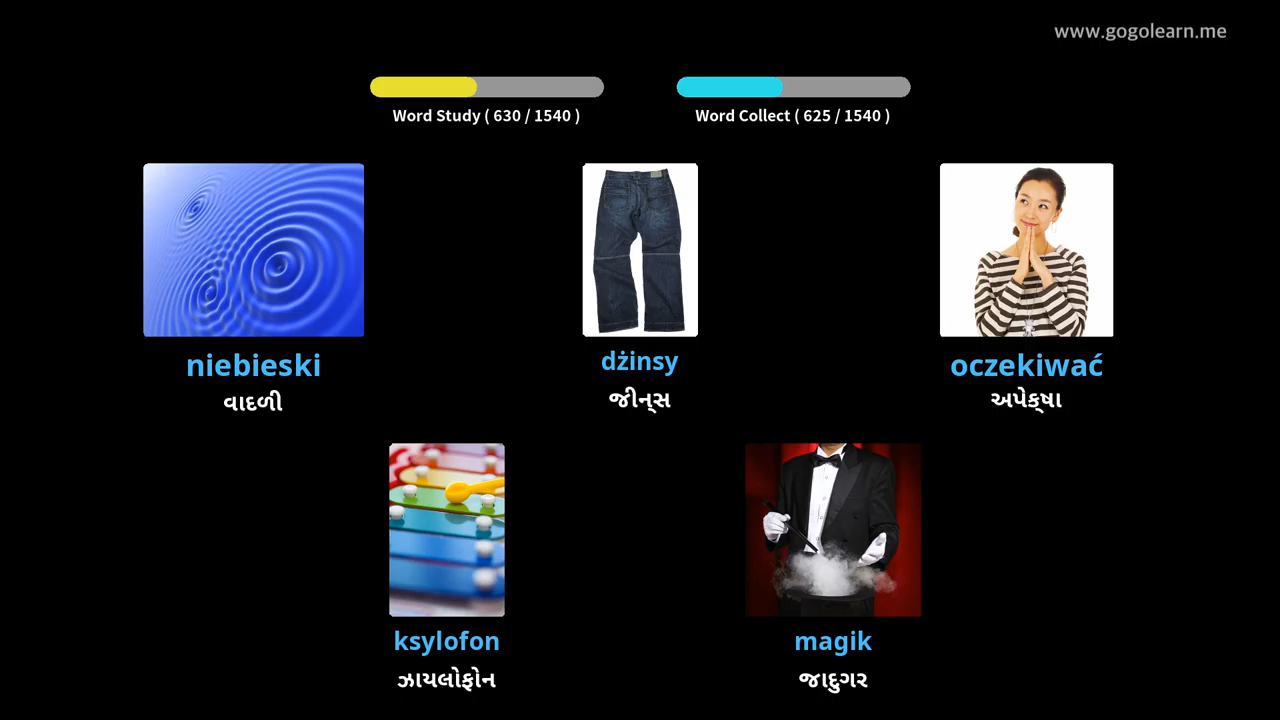 www.gogolearn.me
Word Study ( 630 / 1540 )
Word Collect ( 625 / 1540 )
niebieski
વાદળી
dżinsy
જીન્સ
oczekiwać
અપેક્ષા
ksylofon
ઝાયલોફોન
magik
જાદુગર